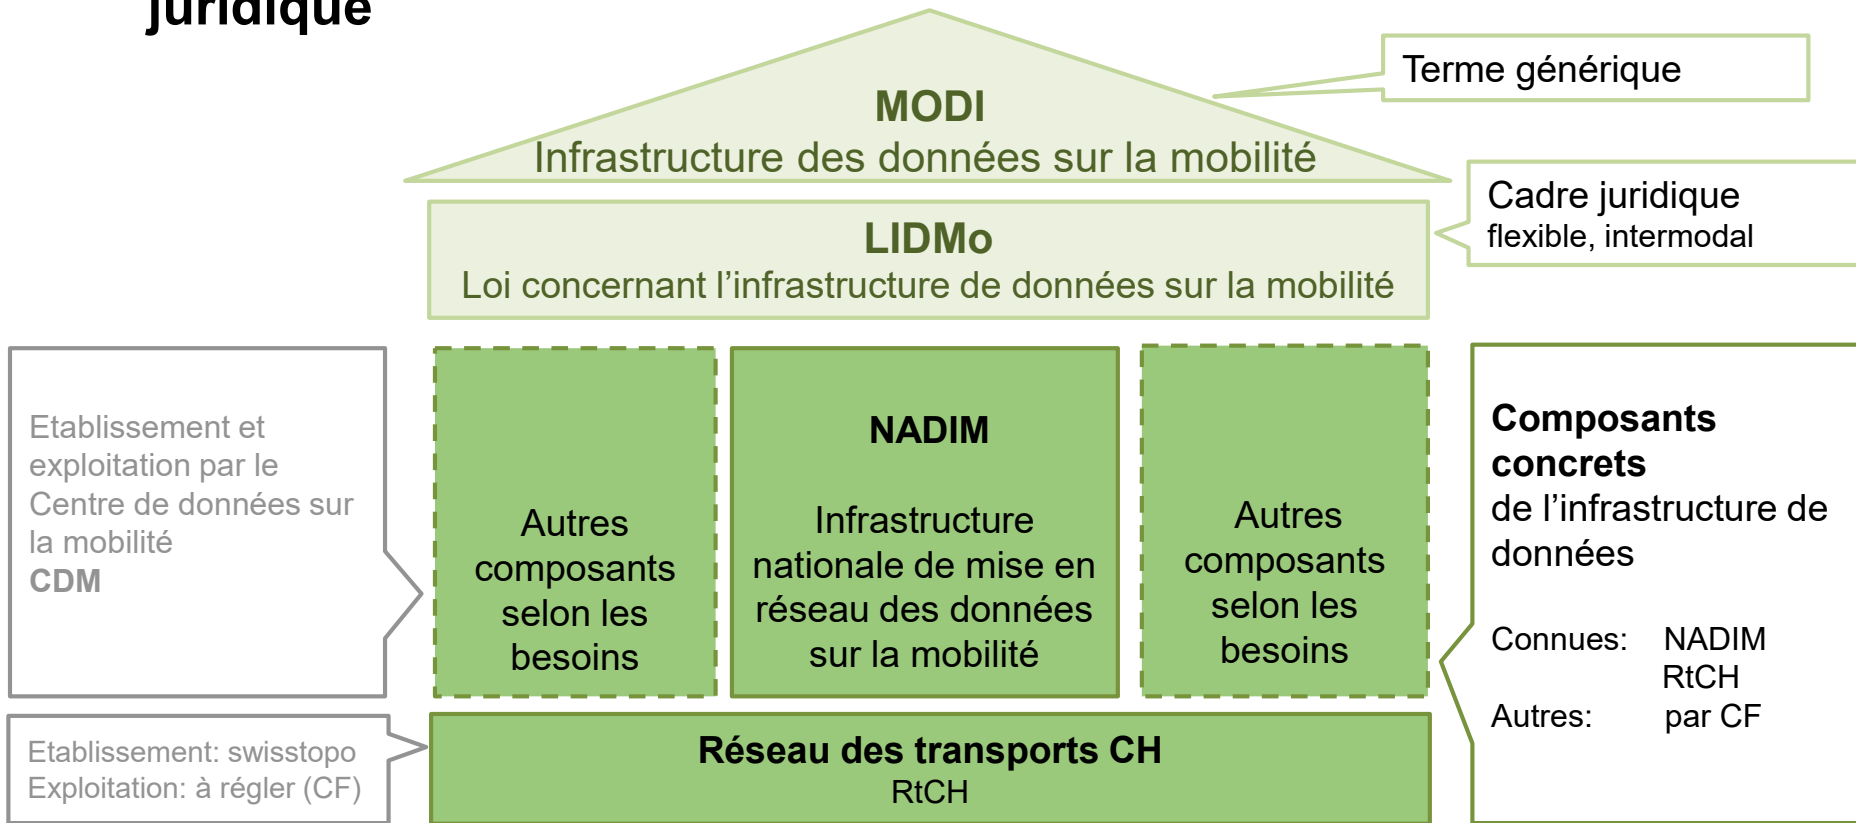 juridique
MODI
Infrastructure des données sur la mobilité
Terme générique
LIDMo
Loi concernant l’infrastructure de données sur la mobilité
Cadre juridique
flexible, intermodal
Etablissement et
exploitation par le
Centre de données sur
la mobilité
CDM
Autres
composants
selon les
besoins
NADIM
Infrastructure
nationale de mise en
réseau des données
sur la mobilité
Autres
composants
selon les
besoins
Composants
concrets
de l’infrastructure de
données
Connues: NADIM
RtCH
Autres: par CF
Etablissement: swisstopo
Exploitation: à régler (CF)
Réseau des transports CH
RtCH